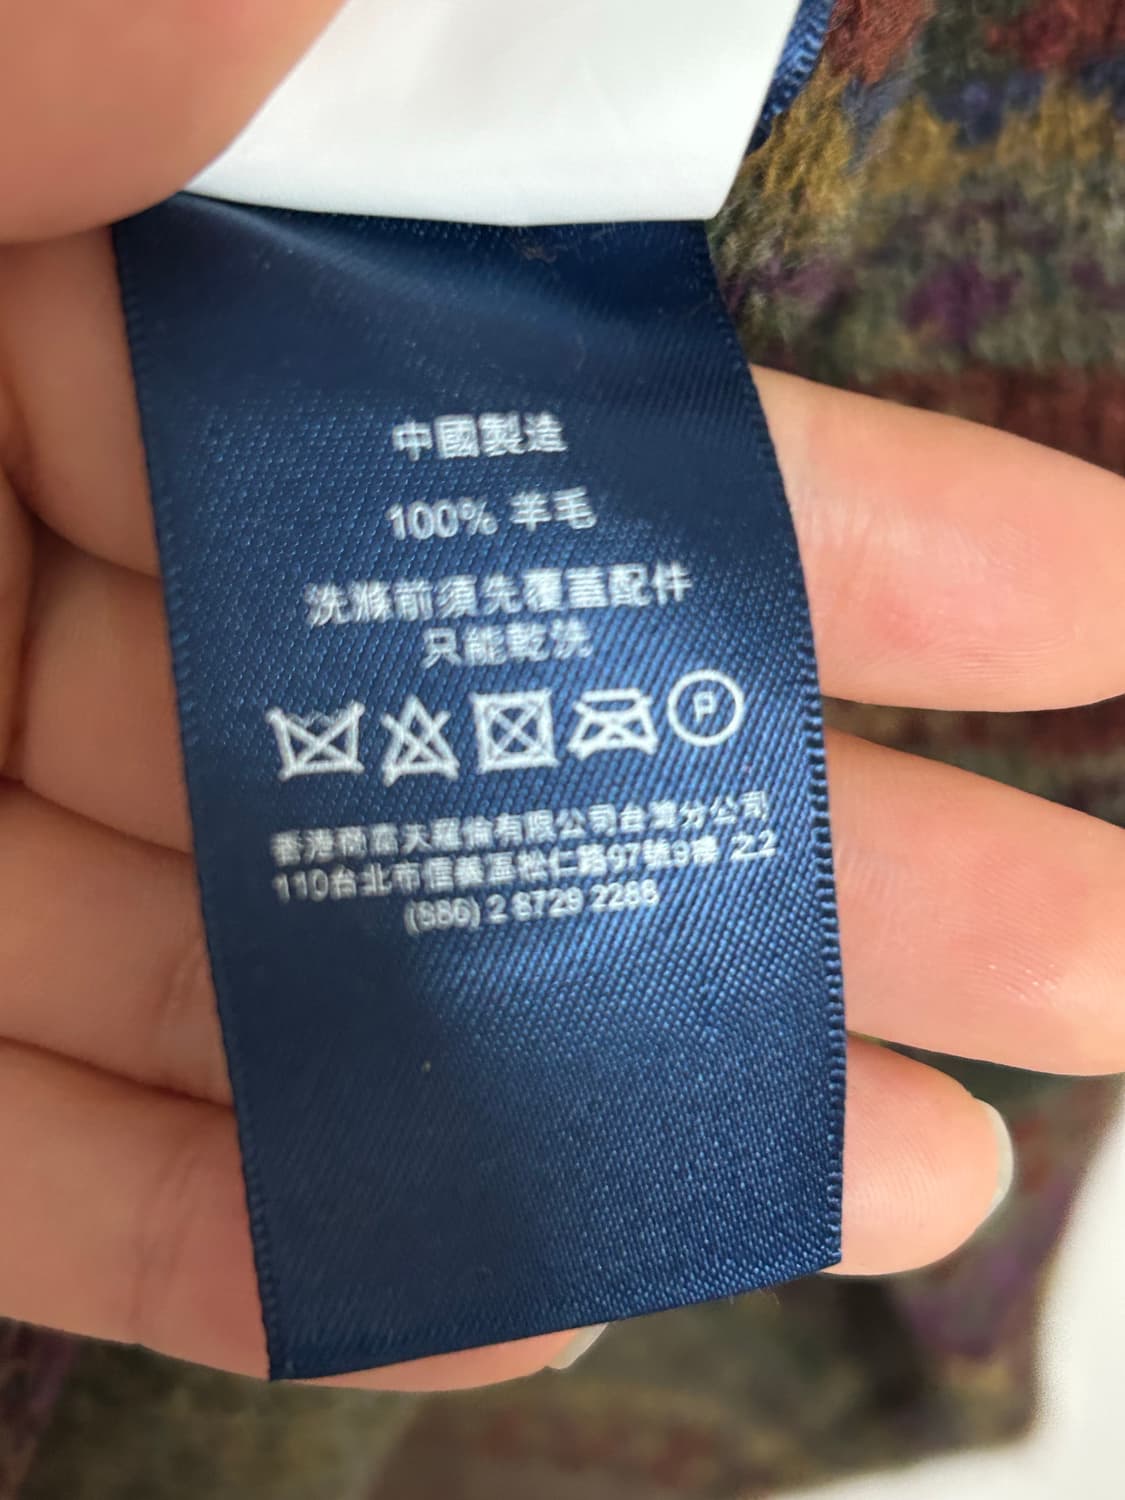 中國製造
100% 羊毛
洗滌前須先覆蓋配件
只能乾洗
P
香港商雷夫羅倫有限公司台灣分公司
110台北市信義區松仁路97號9樓 之2
(886) 2 8729 2288